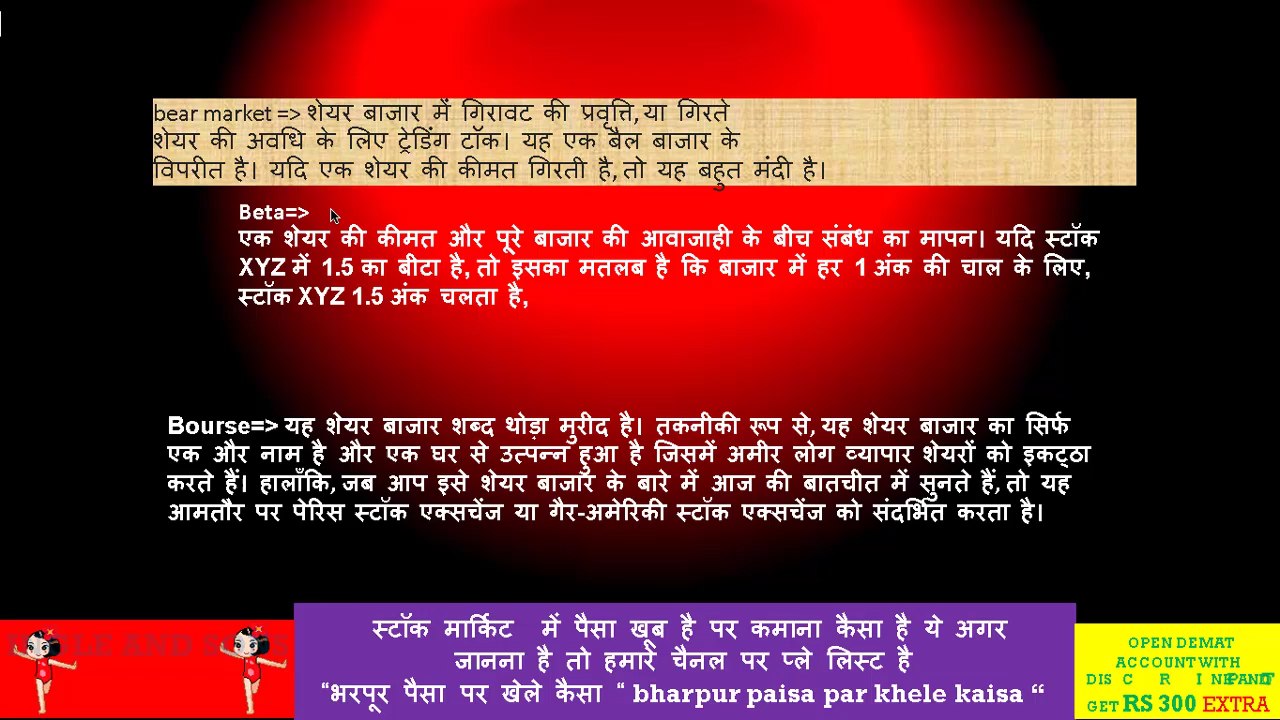 bear market => शेयर बाजार में गिरावट की प्रवृत्ति, या गिरते
शेयर की अवधि के लिए ट्रेडिंग टॉक। यह एक बैल बाजार के
विपरीत है। यदि एक शेयर की कीमत गिरती है, तो यह बहुत मंदी है।
Beta=>
एक शेयर की कीमत और पूरे बाजार की आवाजाही के बीच संबंध का मापन। यदि स्टॉक
XYZ में 1.5 का बीटा है, तो इसका मतलब है कि बाजार में हर 1 अंक की चाल के लिए,
स्टॉक XYZ 1.5 अंक चलता है,
Bourse=> यह शेयर बाजार शब्द थोड़ा मुरीद है। तकनीकी रूप से, यह शेयर बाजार का सिर्फ
एक और नाम है और एक घर से उत्पन्न हुआ है जिसमें अमीर लोग व्यापार शेयरों को इकट्ठा
करते हैं। हालाँकि, जब आप इसे शेयर बाजार के बारे में आज की बातचीत में सुनते हैं, तो यह
आमतौर पर पेरिस स्टॉक एक्सचेंज या गैर-अमेरिकी स्टॉक एक्सचेंज को संदर्भित करता है।
स्टॉक मार्किट में पैसा खूब है पर कमाना कैसा है ये अगर
जानना है तो हमारे चैनल पर प्ले लिस्ट है
“भरपूर पैसा पर खेले कैसा “ bharpur paisa par khele kaisa “
AND
OPEN DEMAT
ACCOUNT WITH
GET RS 300 EXTRA